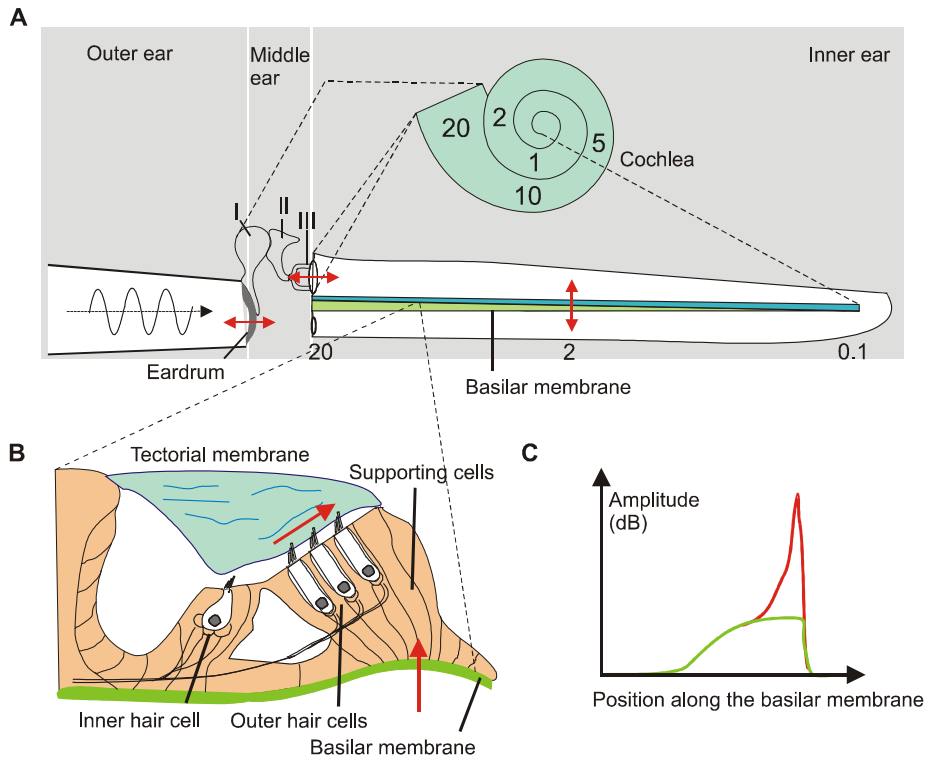 A
Outer ear
Middle
ear
Inner ear
20
2
5
1
10
Cochlea
I
II
III
Eardrum
20
2
0.1
Basilar membrane
B
Tectorial membrane
Supporting cells
Inner hair cell
Outer hair cells
Basilar membrane
C
Amplitude
(dB)
Position along the basilar membrane